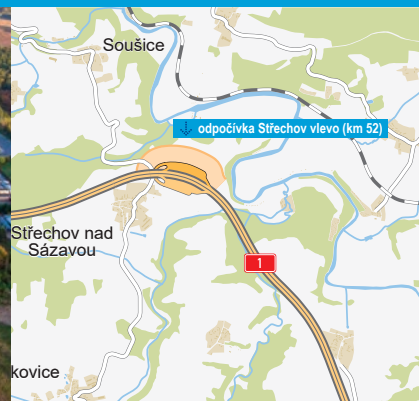 Soušice
odpočívka Střechov vlevo (km 52)
Střechov nad
Sázavou
1
kovice